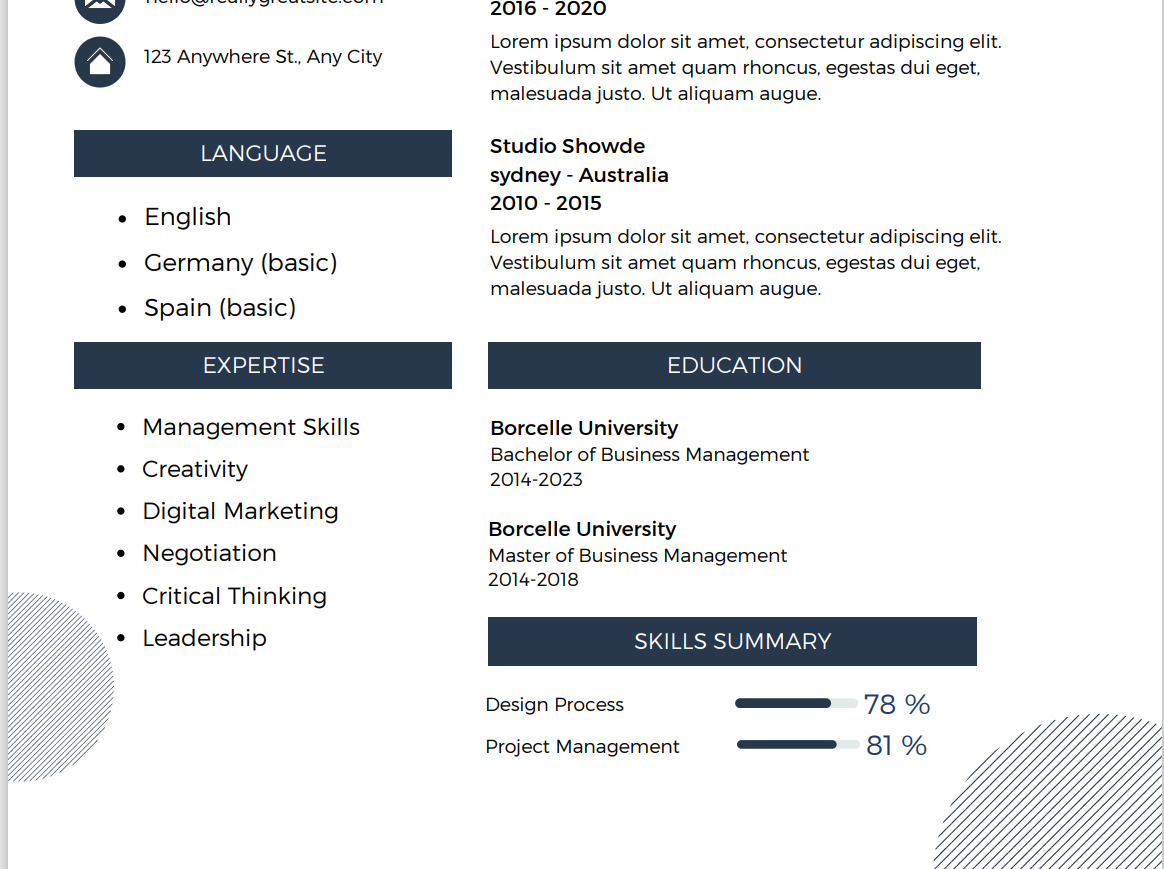 hello@reallygreatsite.com
123 Anywhere St., Any City
LANGUAGE
English
Germany (basic)
Spain (basic)
EXPERTISE
Management Skills
Creativity
Digital Marketing
Negotiation
Critical Thinking
Leadership
2016 - 2020
Lorem ipsum dolor sit amet, consectetur adipiscing elit.
Vestibulum sit amet quam rhoncus, egestas dui eget,
malesuada justo. Ut aliquam augue.
Studio Showde
sydney - Australia
2010 - 2015
Lorem ipsum dolor sit amet, consectetur adipiscing elit.
Vestibulum sit amet quam rhoncus, egestas dui eget,
malesuada justo. Ut aliquam augue.
EDUCATION
Borcelle University
Bachelor of Business Management
2014-2023
Borcelle University
Master of Business Management
2014-2018
SKILLS SUMMARY
Design Process 78 %
Project Management 81 %